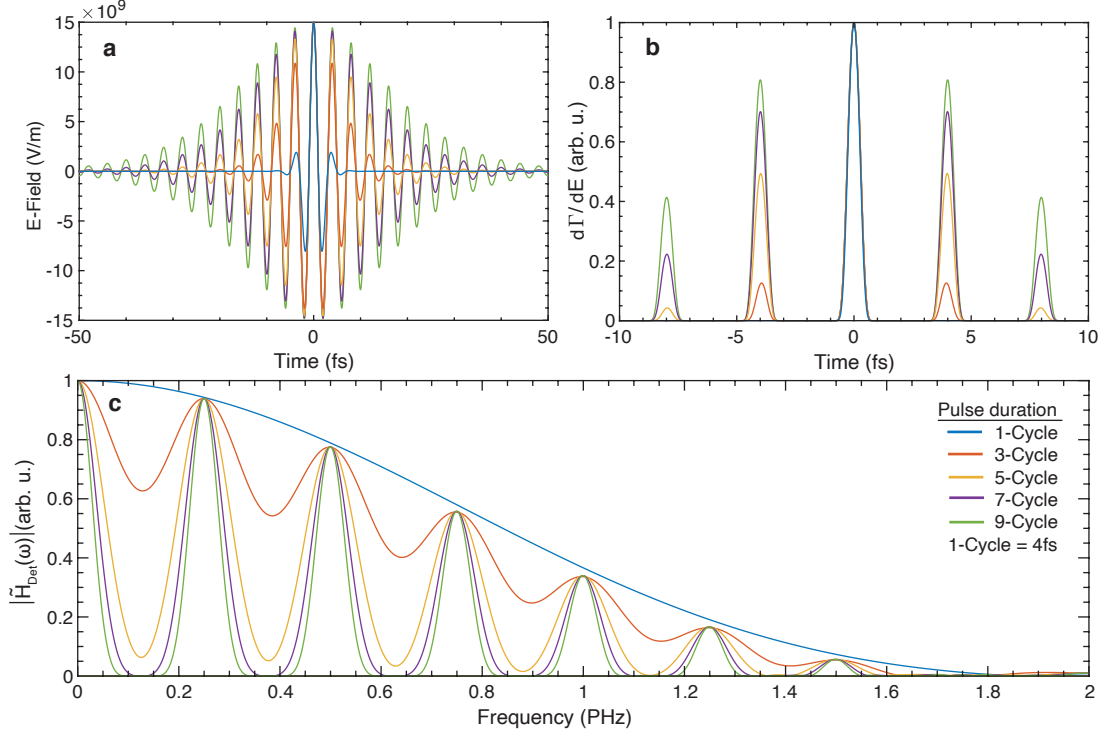 ×10⁹
a
15
10
5
0
-5
-10
-15
E-Field (V/m)
-50
0
50
Time (fs)
b
1
0.8
0.6
0.4
0.2
0
dΓ/dE (arb. u.)
-10
-5
0
5
10
Time (fs)
c
1
0.8
0.6
0.4
0.2
0
|H̃Det(ω)|(arb. u.)
0
0.2
0.4
0.6
0.8
1
1.2
1.4
1.6
1.8
2
Frequency (PHz)
Pulse duration
1-Cycle
3-Cycle
5-Cycle
7-Cycle
9-Cycle
1-Cycle = 4fs